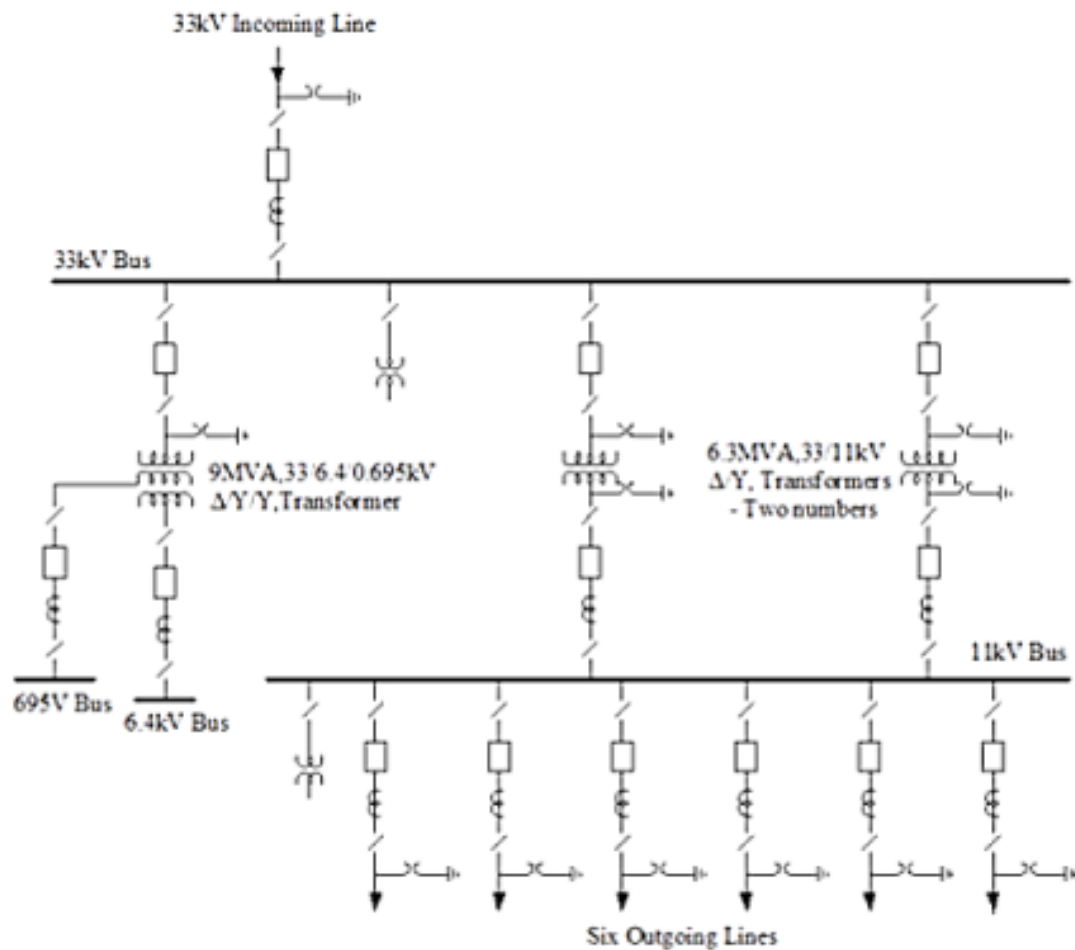 33kV Incoming Line
33kV Bus
9MVA,33/6.4/0.695kV
Δ/Y/Y,Transformer
6.3MVA,33/11kV
Δ/Y, Transformers
- Two numbers
11kV Bus
695V Bus
6.4kV Bus
Six Outgoing Lines